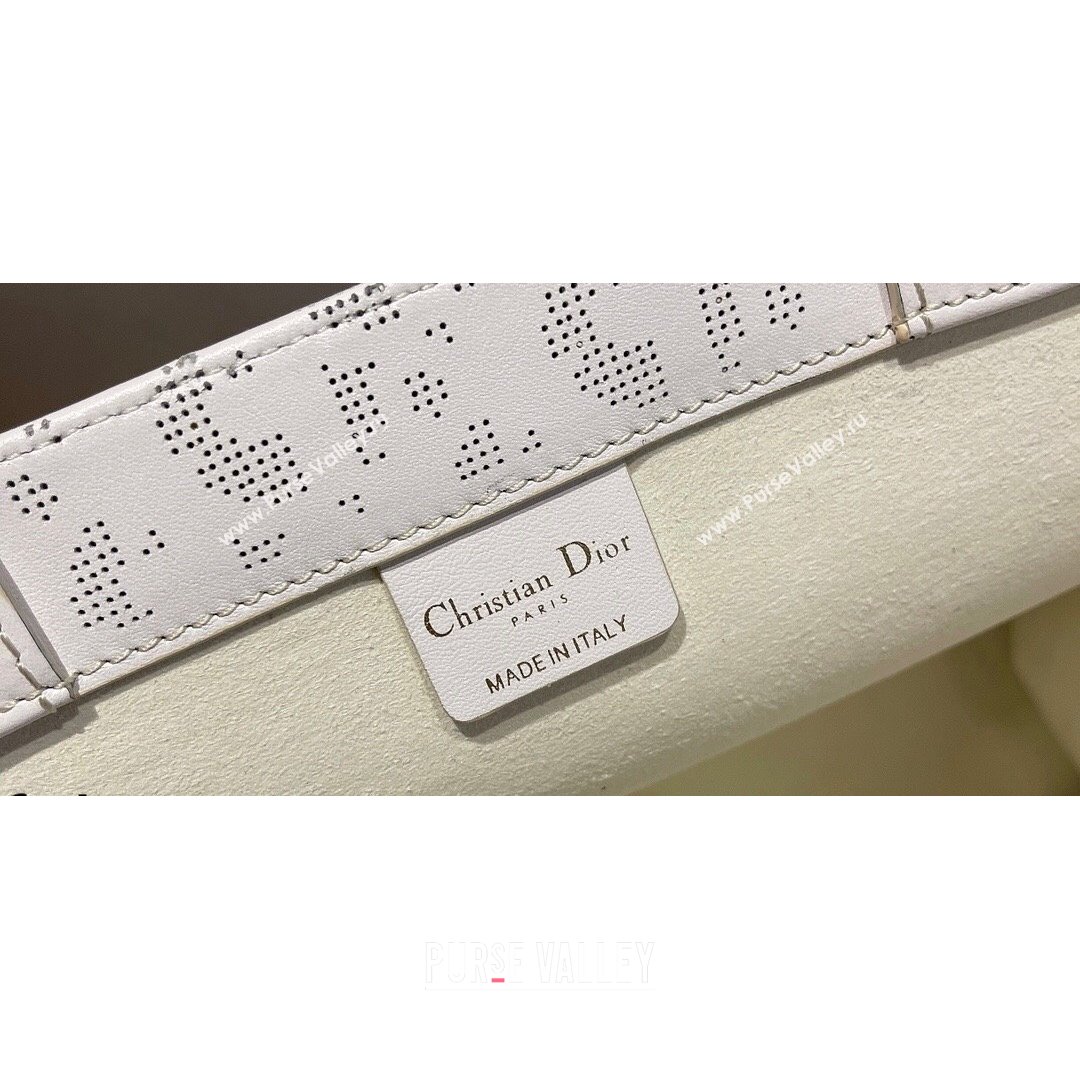 www.PurseValley.ru
www.PurseValley.ru
Christian Dior
PARIS
MADE IN ITALY
PURSE VALLEY